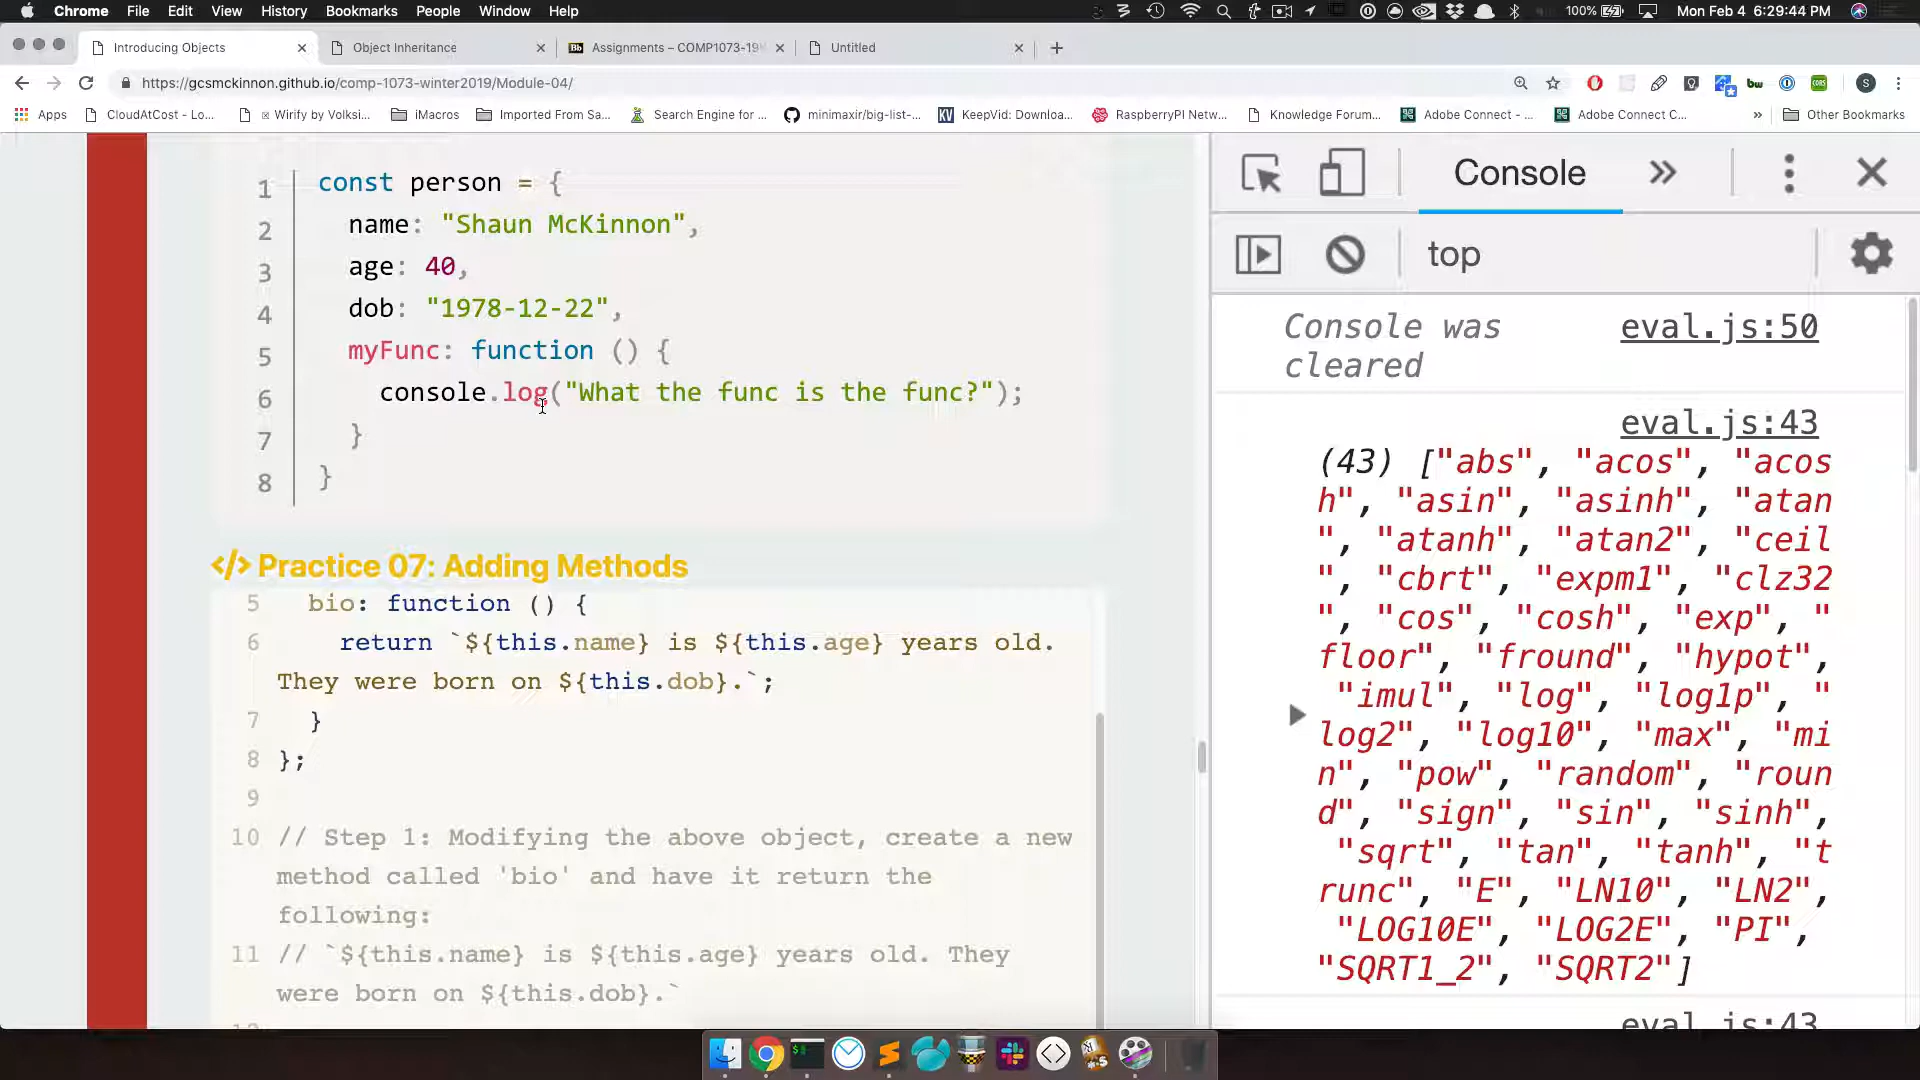 Chrome File Edit View History Bookmarks People Window Help 100% Mon Feb 4 6:29:44 PM
Introducing Objects Object Inheritance Bb Assignments – COMP1073-19 Untitled
https://gcsmckinnon.github.io/comp-1073-winter2019/Module-04/
Apps CloudAtCost - Lo... Wirify by Volksi... iMacros Imported From Sa... Search Engine for ... minimaxir/big-list-... KeepVid: Downloa... RaspberryPI Netw... Knowledge Forum... Adobe Connect - ... Adobe Connect C... » Other Bookmarks
1 const person = {
2 name: "Shaun McKinnon",
3 age: 40,
4 dob: "1978-12-22",
5 myFunc: function () {
6 console.log("What the func is the func?");
7 }
8 }
</> Practice 07: Adding Methods
5 bio: function () {
6 return `${this.name} is ${this.age} years old.
They were born on ${this.dob}.`;
7 }
8 };
9
10 // Step 1: Modifying the above object, create a new
method called 'bio' and have it return the
following:
11 // `${this.name} is ${this.age} years old. They
were born on ${this.dob}.`
Console »
top
Console was eval.js:50
cleared
eval.js:43
(43) ["abs", "acos", "acos
h", "asin", "asinh", "atan
", "atanh", "atan2", "ceil
", "cbrt", "expm1", "clz32
", "cos", "cosh", "exp", "
floor", "fround", "hypot",
"imul", "log", "log1p", "
log2", "log10", "max", "mi
n", "pow", "random", "roun
d", "sign", "sin", "sinh",
"sqrt", "tan", "tanh", "t
runc", "E", "LN10", "LN2",
"LOG10E", "LOG2E", "PI",
"SQRT1_2", "SQRT2"]
eval.js:43